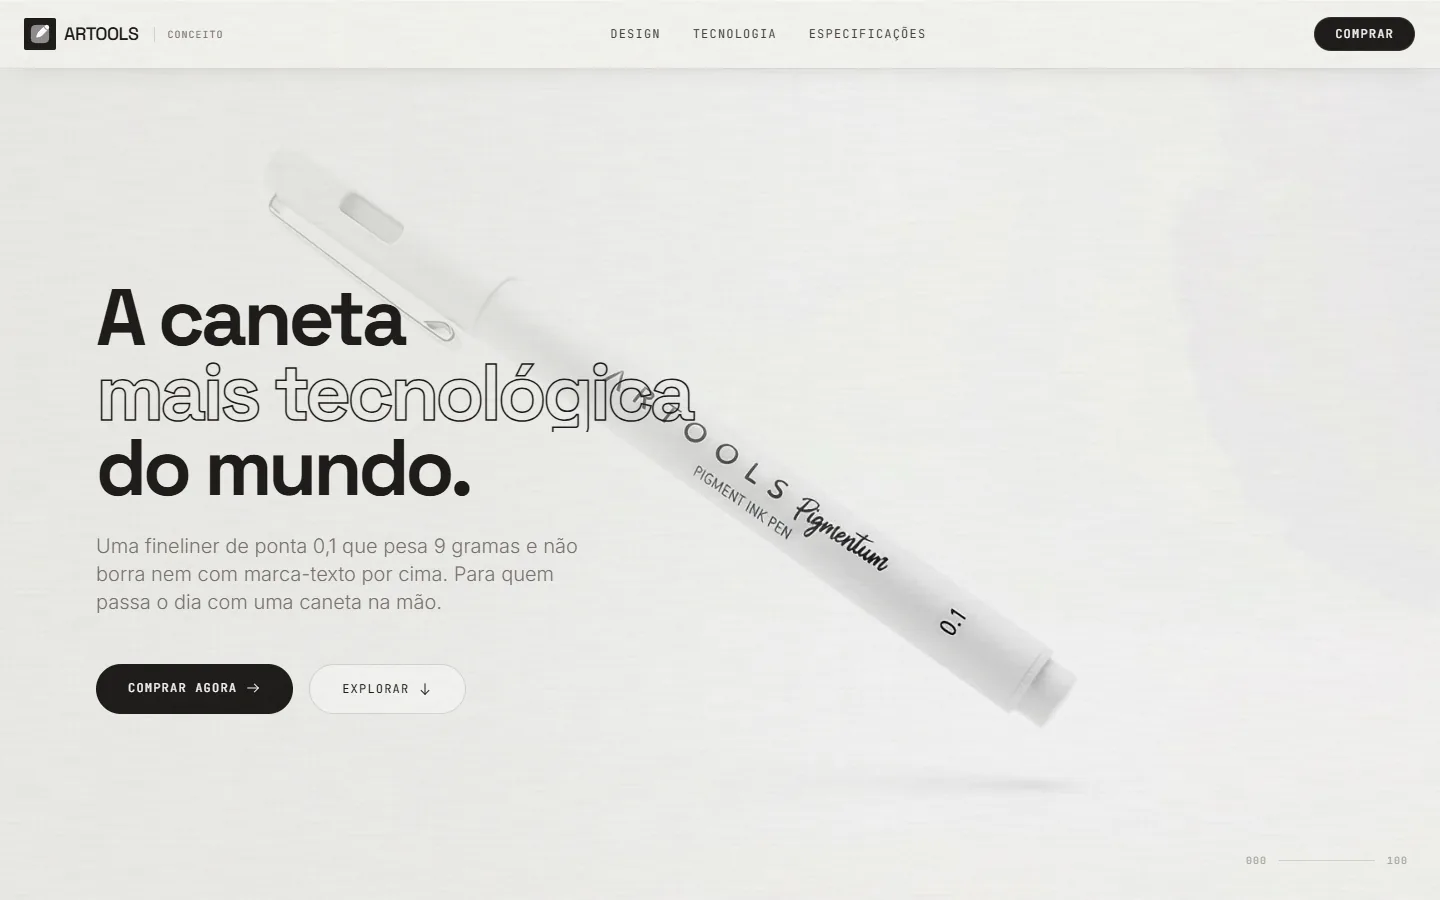 ARTOOLS
CONCEITO
DESIGN
TECNOLOGIA
ESPECIFICAÇÕES
COMPRAR
A caneta
mais tecnológica
do mundo.
ARTOOLS
PIGMENT INK PEN
Pigmentum
0.1
Uma fineliner de ponta 0,1 que pesa 9 gramas e não
borra nem com marca-texto por cima. Para quem
passa o dia com uma caneta na mão.
COMPRAR AGORA →
EXPLORAR ↓
000
100